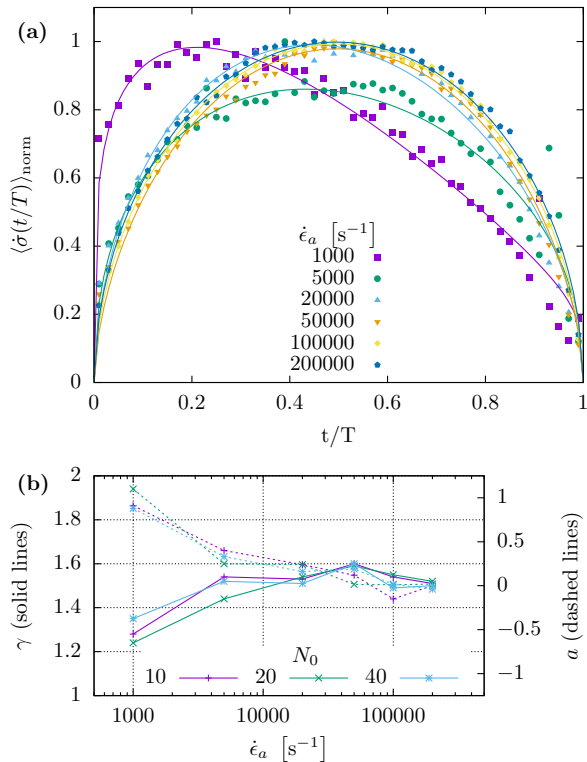 (a)
1
0.8
0.6
0.4
0.2
0
⟨σ̇(t/T)⟩norm
ϵ̇a [s⁻¹]
1000
5000
20000
50000
100000
200000
0 0.2 0.4 0.6 0.8 1
t/T
(b)
2
1.8
1.6
1.4
1.2
1
γ (solid lines)
1
0.5
0
−0.5
−1
a (dashed lines)
N0
10 20 40
1000 10000 100000
ϵ̇a [s⁻¹]